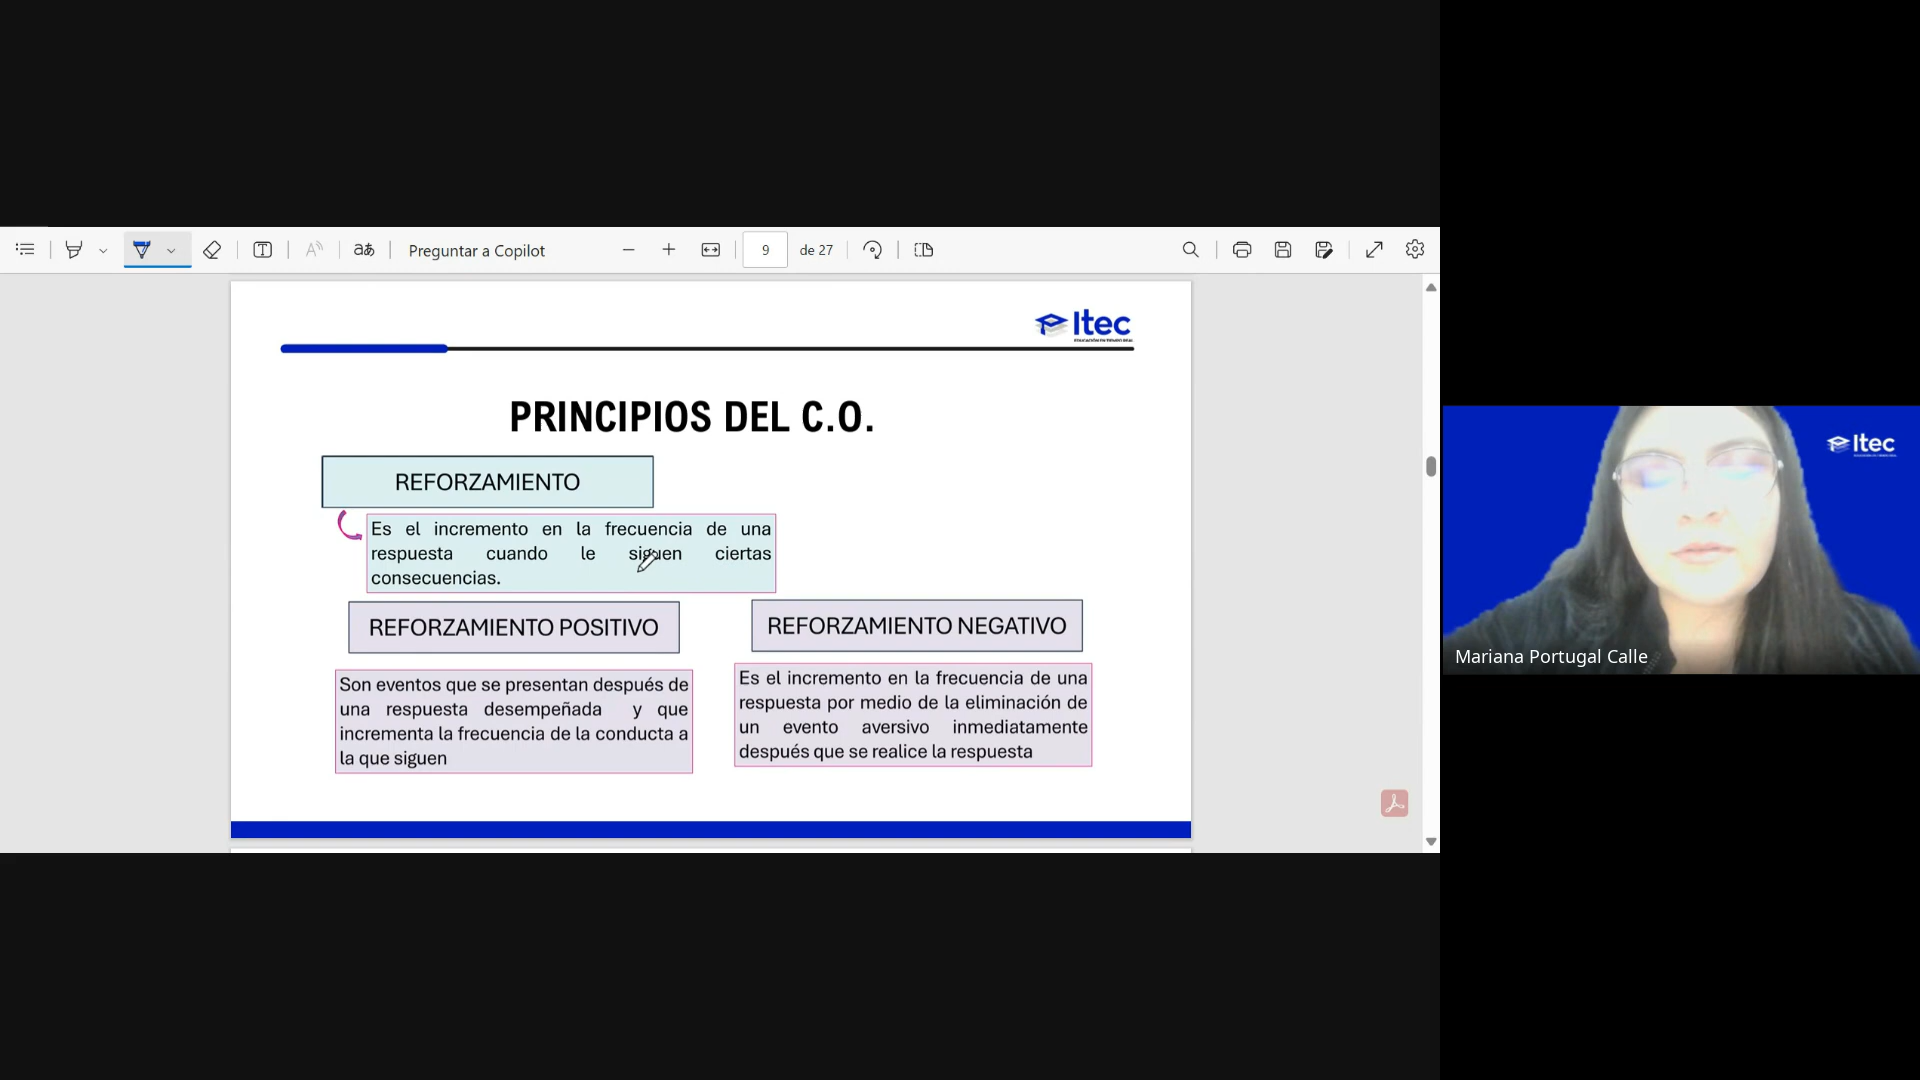 Preguntar a Copilot
9 de 27
Itec
PRINCIPIOS DEL C.O.
REFORZAMIENTO
Es el incremento en la frecuencia de una
respuesta cuando le siguen ciertas
consecuencias.
REFORZAMIENTO POSITIVO
Son eventos que se presentan después de
una respuesta desempeñada y que
incrementa la frecuencia de la conducta a
la que siguen
REFORZAMIENTO NEGATIVO
Es el incremento en la frecuencia de una
respuesta por medio de la eliminación de
un evento aversivo inmediatamente
después que se realice la respuesta
Itec
Mariana Portugal Calle